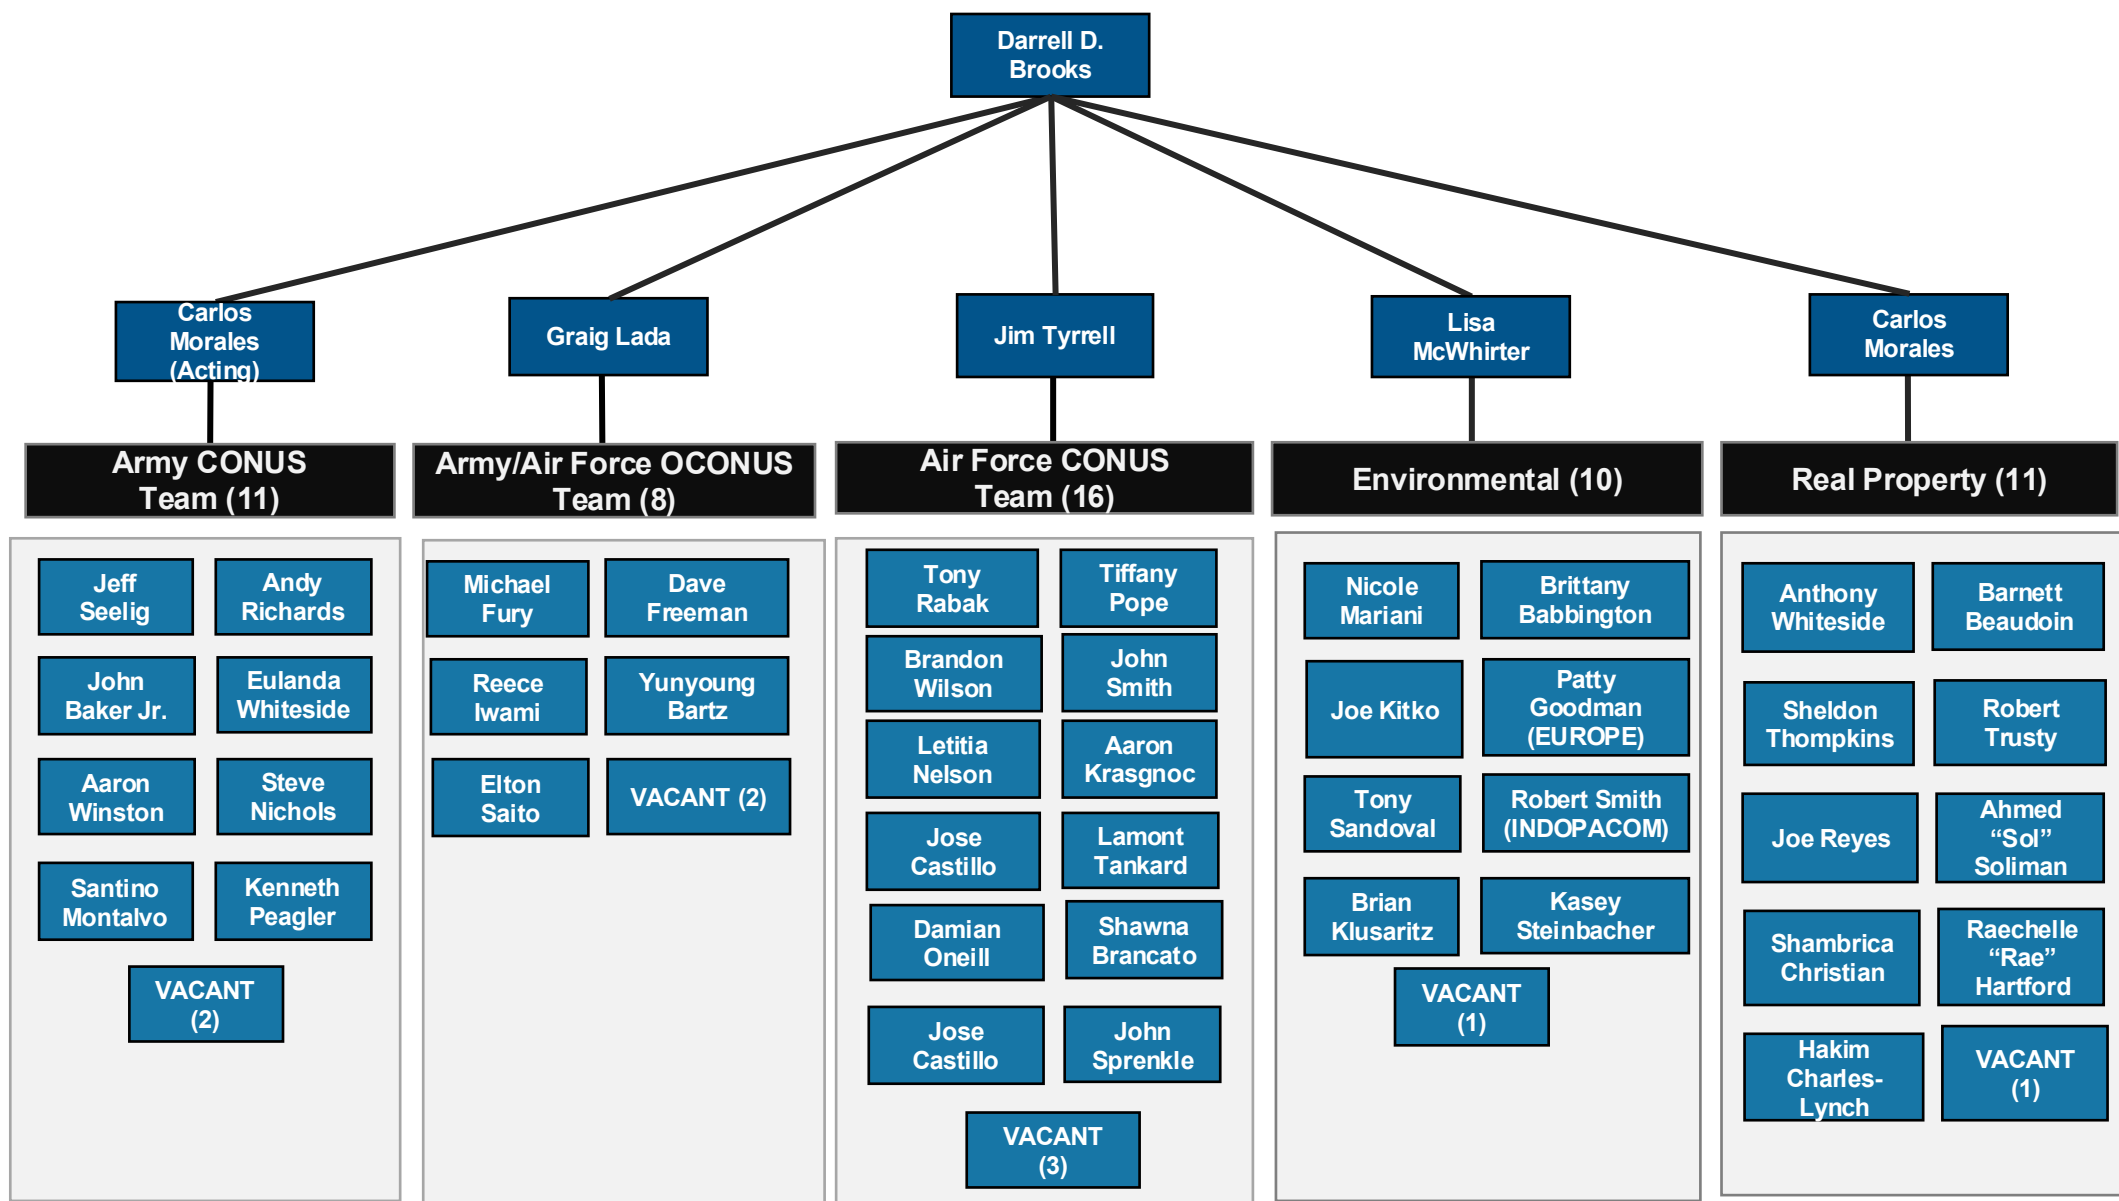 Darrell D.
Brooks
Carlos
Morales
(Acting)
Graig Lada
Jim Tyrrell
Lisa
McWhirter
Carlos
Morales
Army CONUS
Team (11)
Army/Air Force OCONUS
Team (8)
Air Force CONUS
Team (16)
Environmental (10)
Real Property (11)
Jeff
Seelig
Andy
Richards
John
Baker Jr.
Eulanda
Whiteside
Aaron
Winston
Steve
Nichols
Santino
Montalvo
Kenneth
Peagler
VACANT
(2)
Michael
Fury
Dave
Freeman
Reece
Iwami
Yunyoung
Bartz
Elton
Saito
VACANT (2)
Tony
Rabak
Tiffany
Pope
Brandon
Wilson
John
Smith
Letitia
Nelson
Aaron
Krasgnoc
Jose
Castillo
Lamont
Tankard
Damian
Oneill
Shawna
Brancato
Jose
Castillo
John
Sprenkle
VACANT
(3)
Nicole
Mariani
Brittany
Babbington
Joe Kitko
Patty
Goodman
(EUROPE)
Tony
Sandoval
Robert Smith
(INDOPACOM)
Brian
Klusaritz
Kasey
Steinbacher
VACANT
(1)
Anthony
Whiteside
Barnett
Beaudoin
Sheldon
Thompkins
Robert
Trusty
Joe Reyes
Ahmed
“Sol”
Soliman
Shambrica
Christian
Raechelle
“Rae”
Hartford
Hakim
Charles-
Lynch
VACANT
(1)